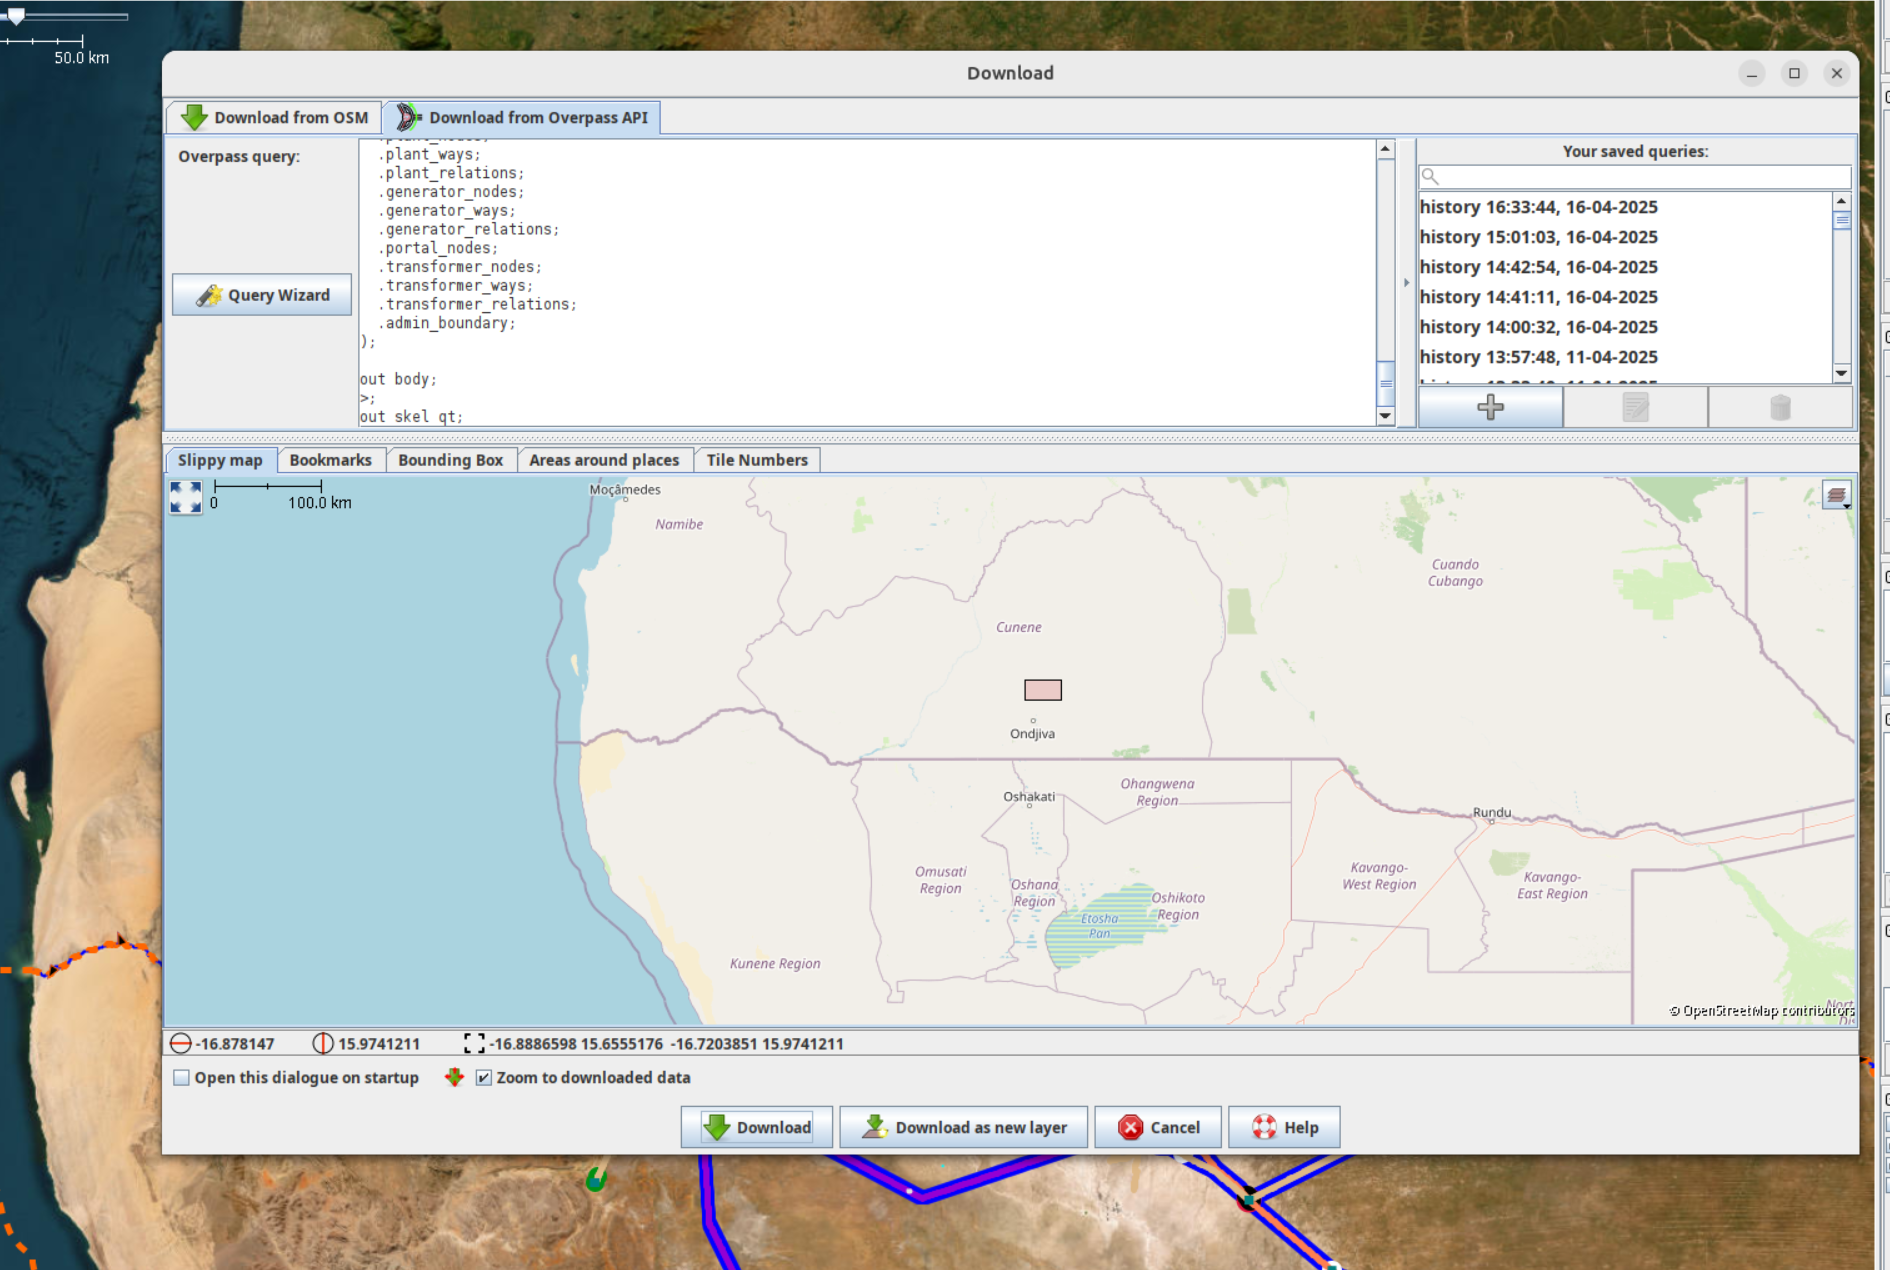 50.0 km
Download
Download from OSM
Download from Overpass API
Overpass query:
.plant_ways;
.plant_relations;
.generator_nodes;
.generator_ways;
.generator_relations;
.portal_nodes;
.transformer_nodes;
.transformer_ways;
.transformer_relations;
.admin_boundary;
);
out body;
>;
out skel qt;
Query Wizard
Your saved queries:
history 16:33:44, 16-04-2025
history 15:01:03, 16-04-2025
history 14:42:54, 16-04-2025
history 14:41:11, 16-04-2025
history 14:00:32, 16-04-2025
history 13:57:48, 11-04-2025
Slippy map
Bookmarks
Bounding Box
Areas around places
Tile Numbers
0
100.0 km
Moçâmedes
Namibe
Cuando
Cubango
Cunene
Ondjiva
Oshakati
Ohangwena
Region
Rundu
Omusati
Region
Oshana
Region
Etosha
Pan
Oshikoto
Region
Kavango-
West Region
Kavango-
East Region
Kunene Region
© OpenStreetMap contributors
-16.878147
15.9741211
-16.8886598 15.6555176 -16.7203851 15.9741211
Open this dialogue on startup
Zoom to downloaded data
Download
Download as new layer
Cancel
Help